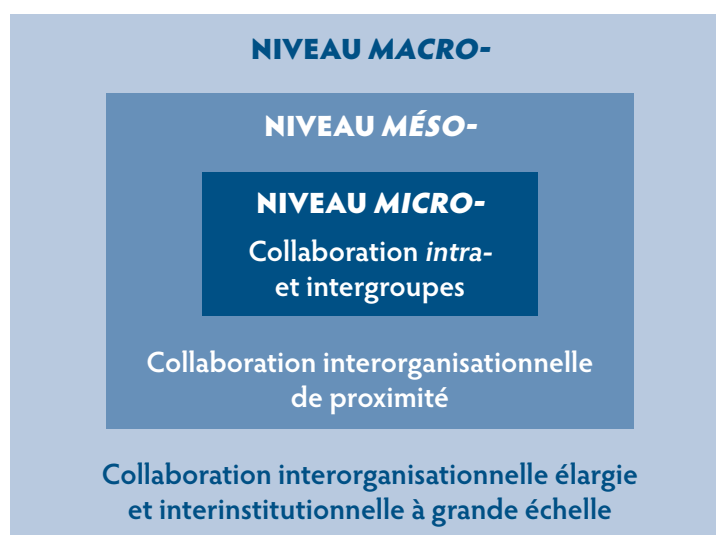 NIVEAU MACRO-
NIVEAU MÉSO-
NIVEAU MICRO-
Collaboration intra-
et intergroupes
Collaboration interorganisationnelle
de proximité
Collaboration interorganisationnelle élargie
et interinstitutionnelle à grande échelle